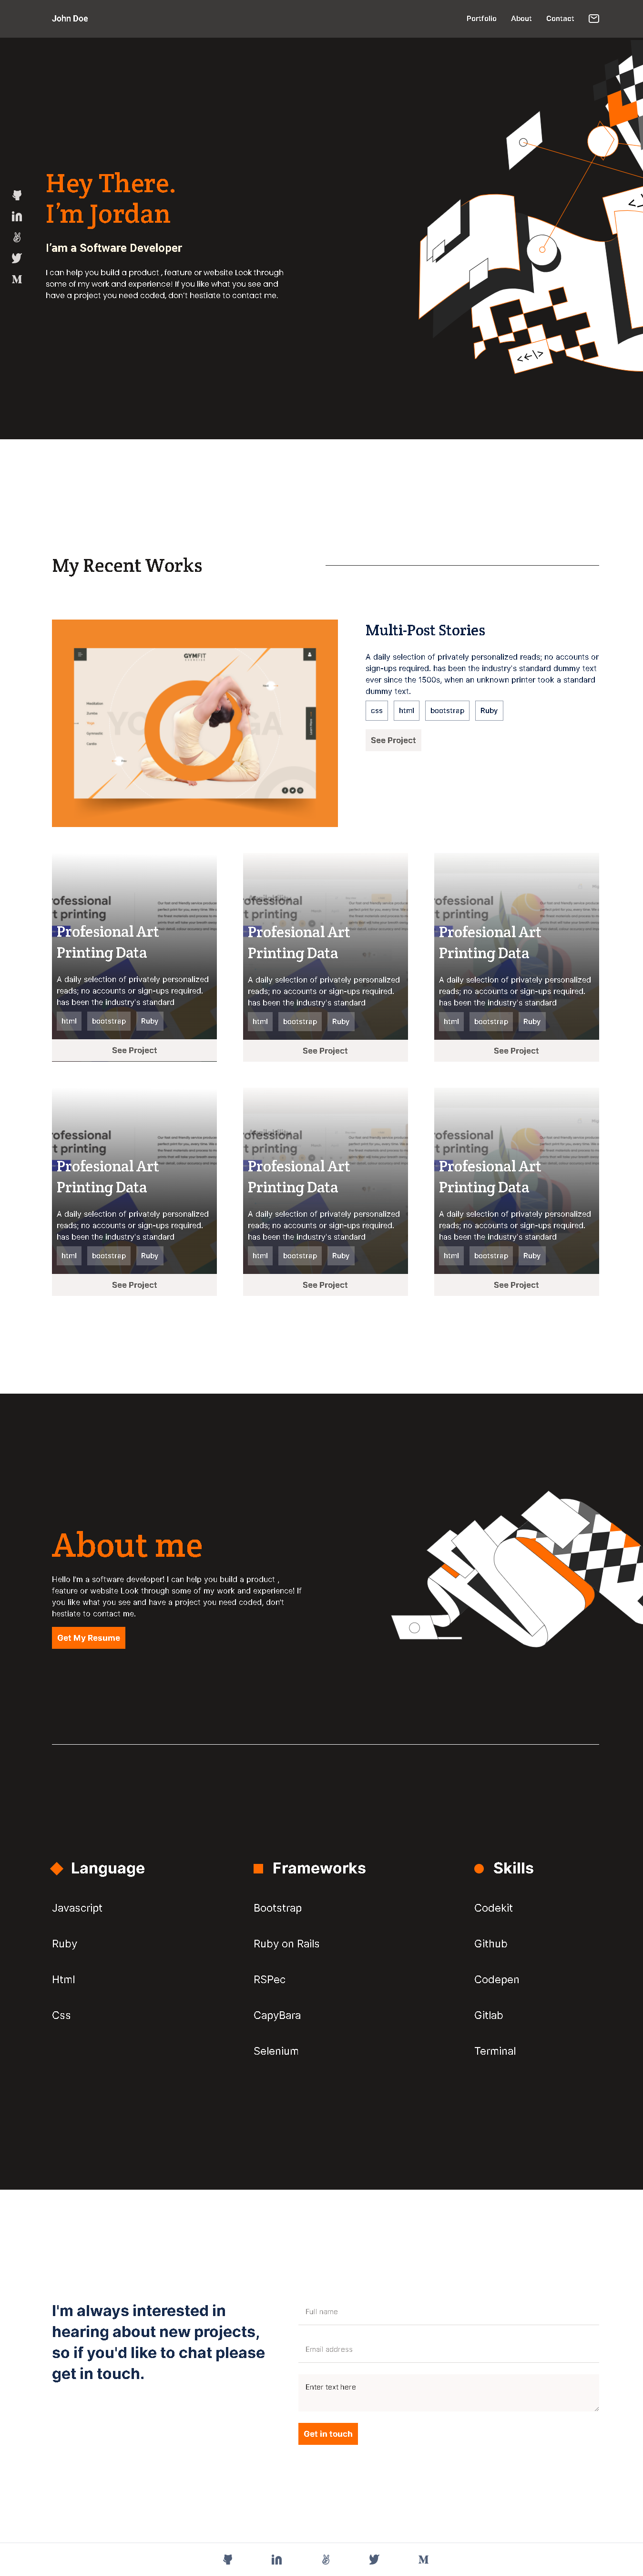 John Doe
Portfolio About Contact
Hey There.
I'm Jordan
I'am a Software Developer
I can help you build a product , feature or website Look through
some of my work and experience! If you like what you see and
have a project you need coded, don't hestiate to contact me.
My Recent Works
GYMFIT
Meditation
Yoga
Gymnastic
Cardio
Multi-Post Stories
A daily selection of privately personalized reads; no accounts or
sign-ups required. has been the industry's standard dummy text
ever since the 1500s, when an unknown printer took a standard
dummy text.
css html bootstrap Ruby
See Project
Profesional Art
Printing Data
A daily selection of privately personalized
reads; no accounts or sign-ups required.
has been the industry's standard
html bootstrap Ruby
See Project
Profesional Art
Printing Data
A daily selection of privately personalized
reads; no accounts or sign-ups required.
has been the industry's standard
html bootstrap Ruby
See Project
Profesional Art
Printing Data
A daily selection of privately personalized
reads; no accounts or sign-ups required.
has been the industry's standard
html bootstrap Ruby
See Project
Profesional Art
Printing Data
A daily selection of privately personalized
reads; no accounts or sign-ups required.
has been the industry's standard
html bootstrap Ruby
See Project
Profesional Art
Printing Data
A daily selection of privately personalized
reads; no accounts or sign-ups required.
has been the industry's standard
html bootstrap Ruby
See Project
Profesional Art
Printing Data
A daily selection of privately personalized
reads; no accounts or sign-ups required.
has been the industry's standard
html bootstrap Ruby
See Project
About me
Hello I'm a software developer! I can help you build a product ,
feature or website Look through some of my work and experience! If
you like what you see and have a project you need coded, don't
hestiate to contact me.
Get My Resume
Language
Javascript
Ruby
Html
Css
Frameworks
Bootstrap
Ruby on Rails
RSPec
CapyBara
Selenium
Skills
Codekit
Github
Codepen
Gitlab
Terminal
I'm always interested in
hearing about new projects,
so if you'd like to chat please
get in touch.
Full name
Email address
Enter text here
Get in touch